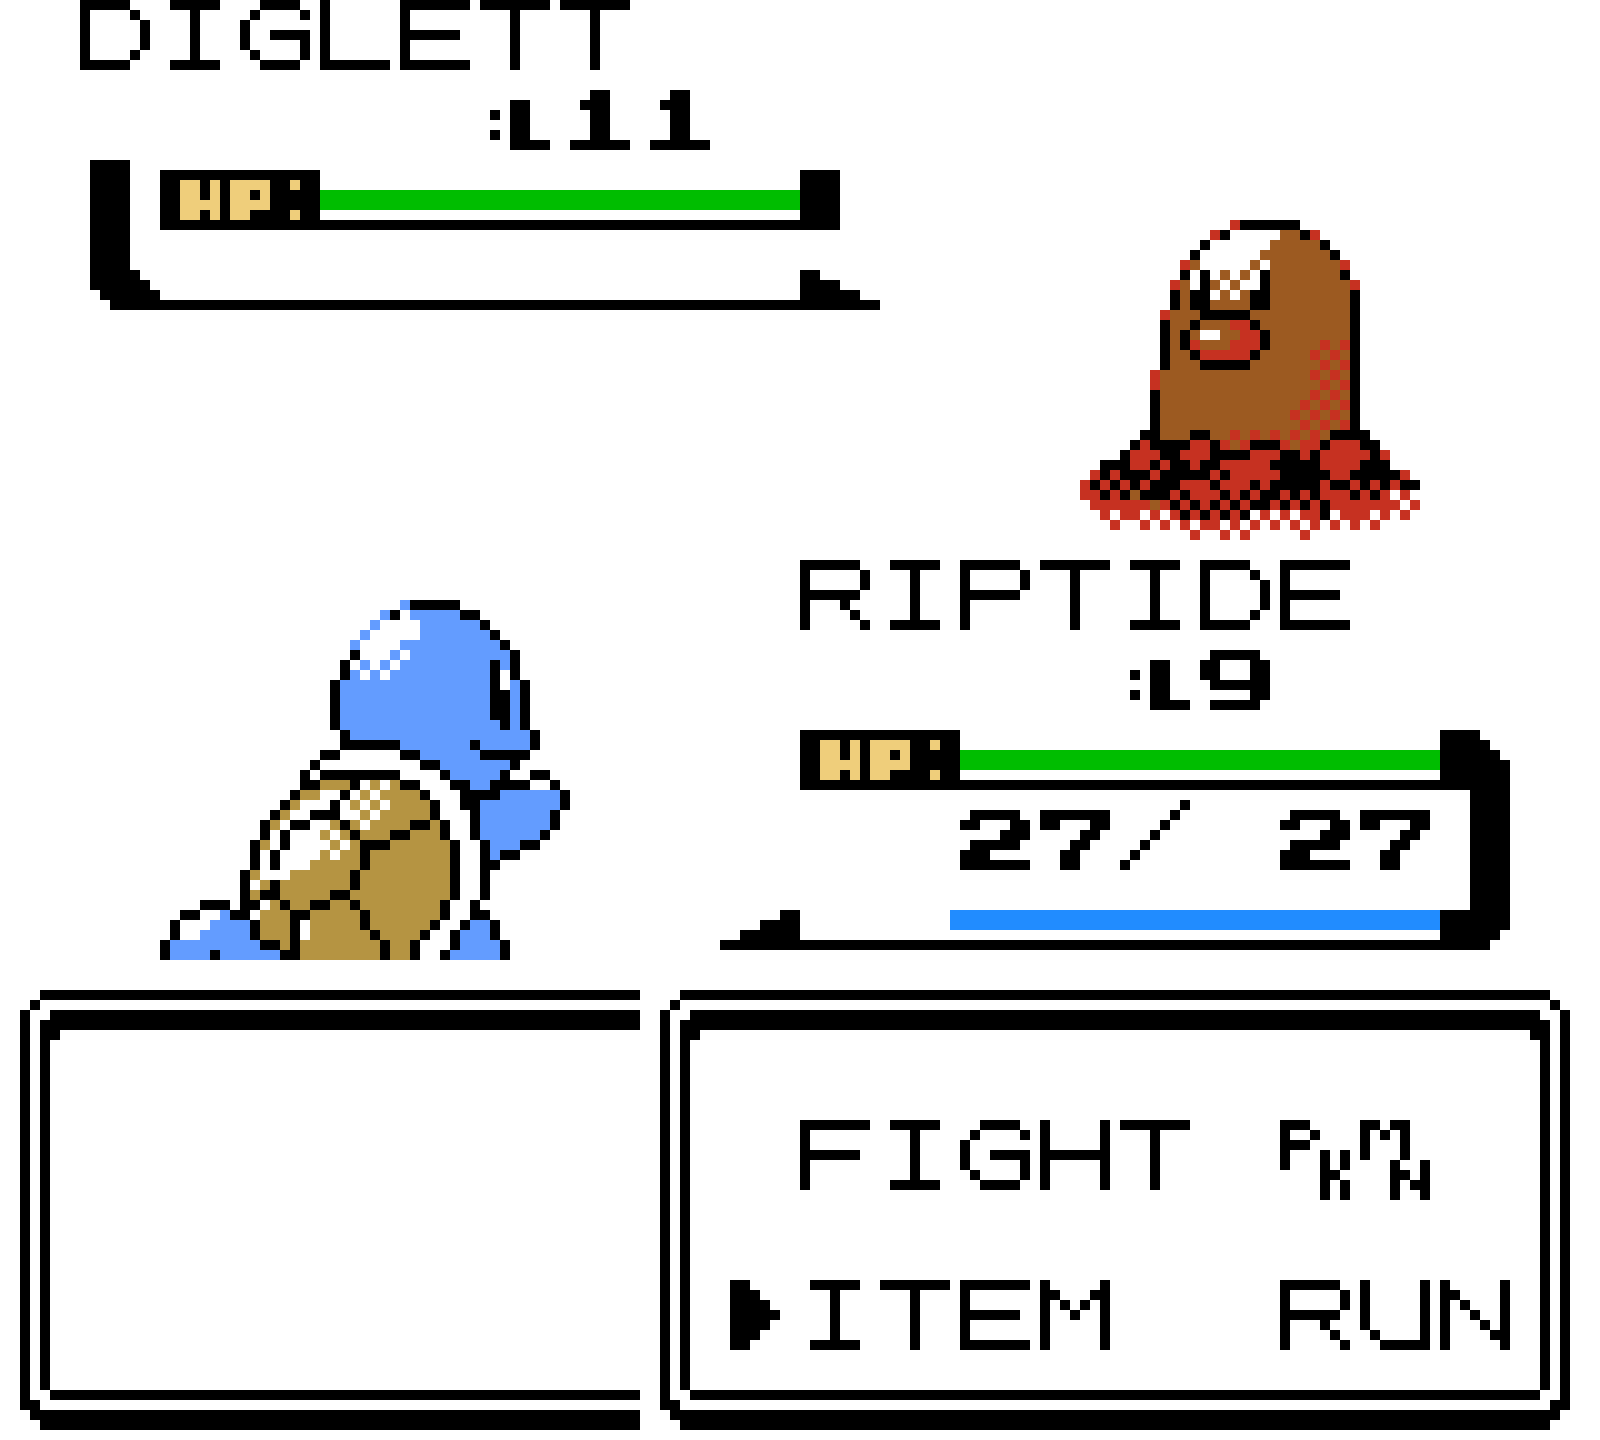 DIGLETT
:L11
HP:
RIPTIDE
:L9
HP:
27/ 27
FIGHT PKMN
ITEM RUN